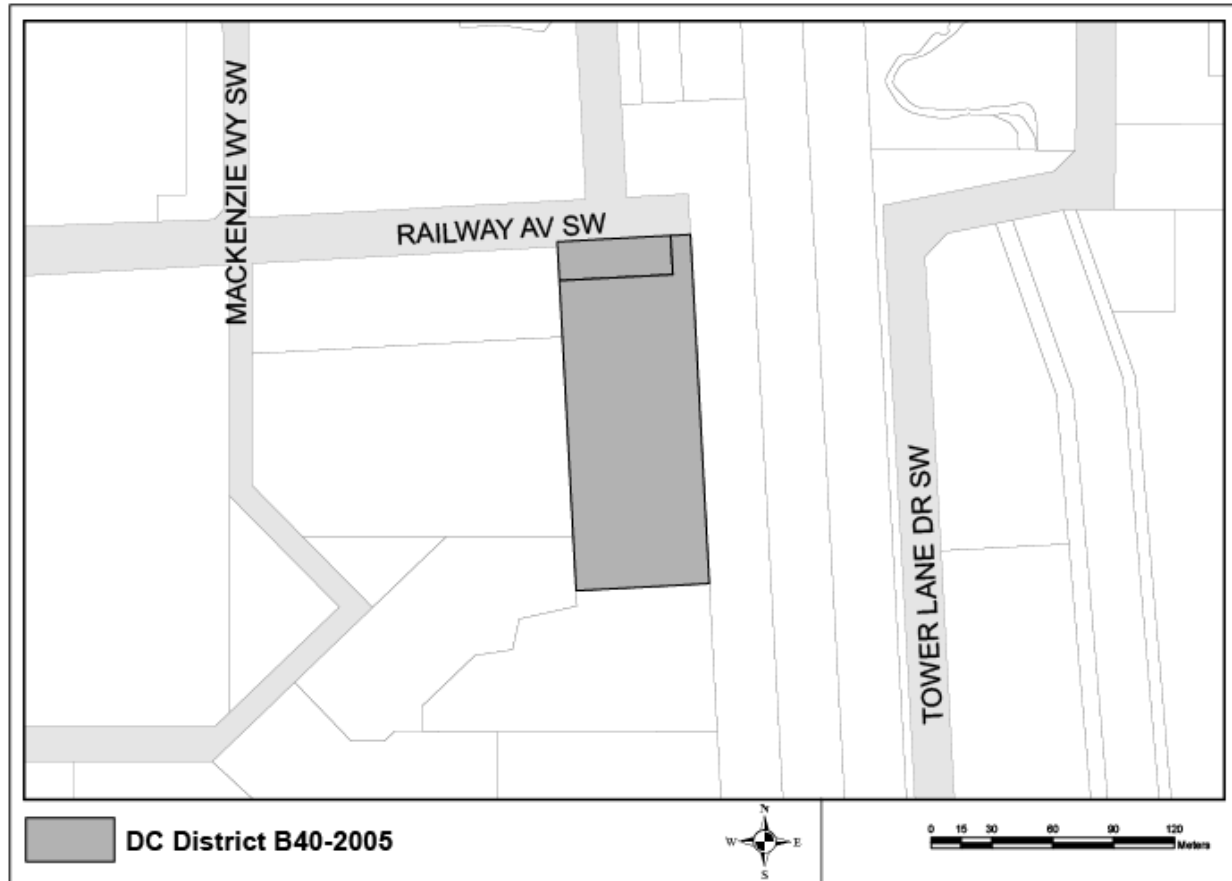 MACKENZIE WY SW
RAILWAY AV SW
TOWER LANE DR SW
DC District B40-2005
N
W E
S
0 15 30 60 90 120
Meters